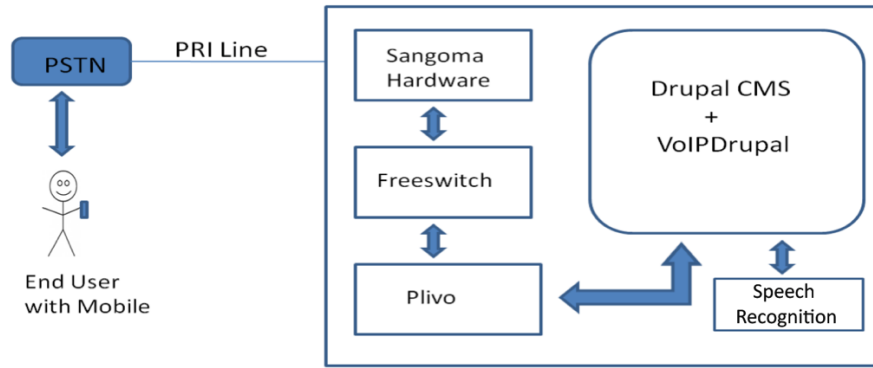 PSTN
PRI Line
End User
with Mobile
Sangoma
Hardware
Freeswitch
Plivo
Drupal CMS
+
VoIPDrupal
Speech
Recognition